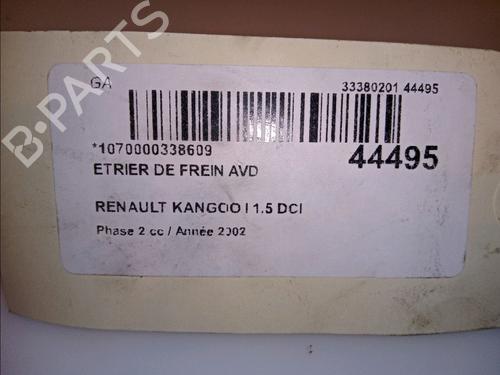 B-PARTS
GA 33380201 44495
*1070000338609 44495
ETRIER DE FREIN AVD
RENAULT KANGOO I 1.5 DCI
Phase 2 cc / Année 2002